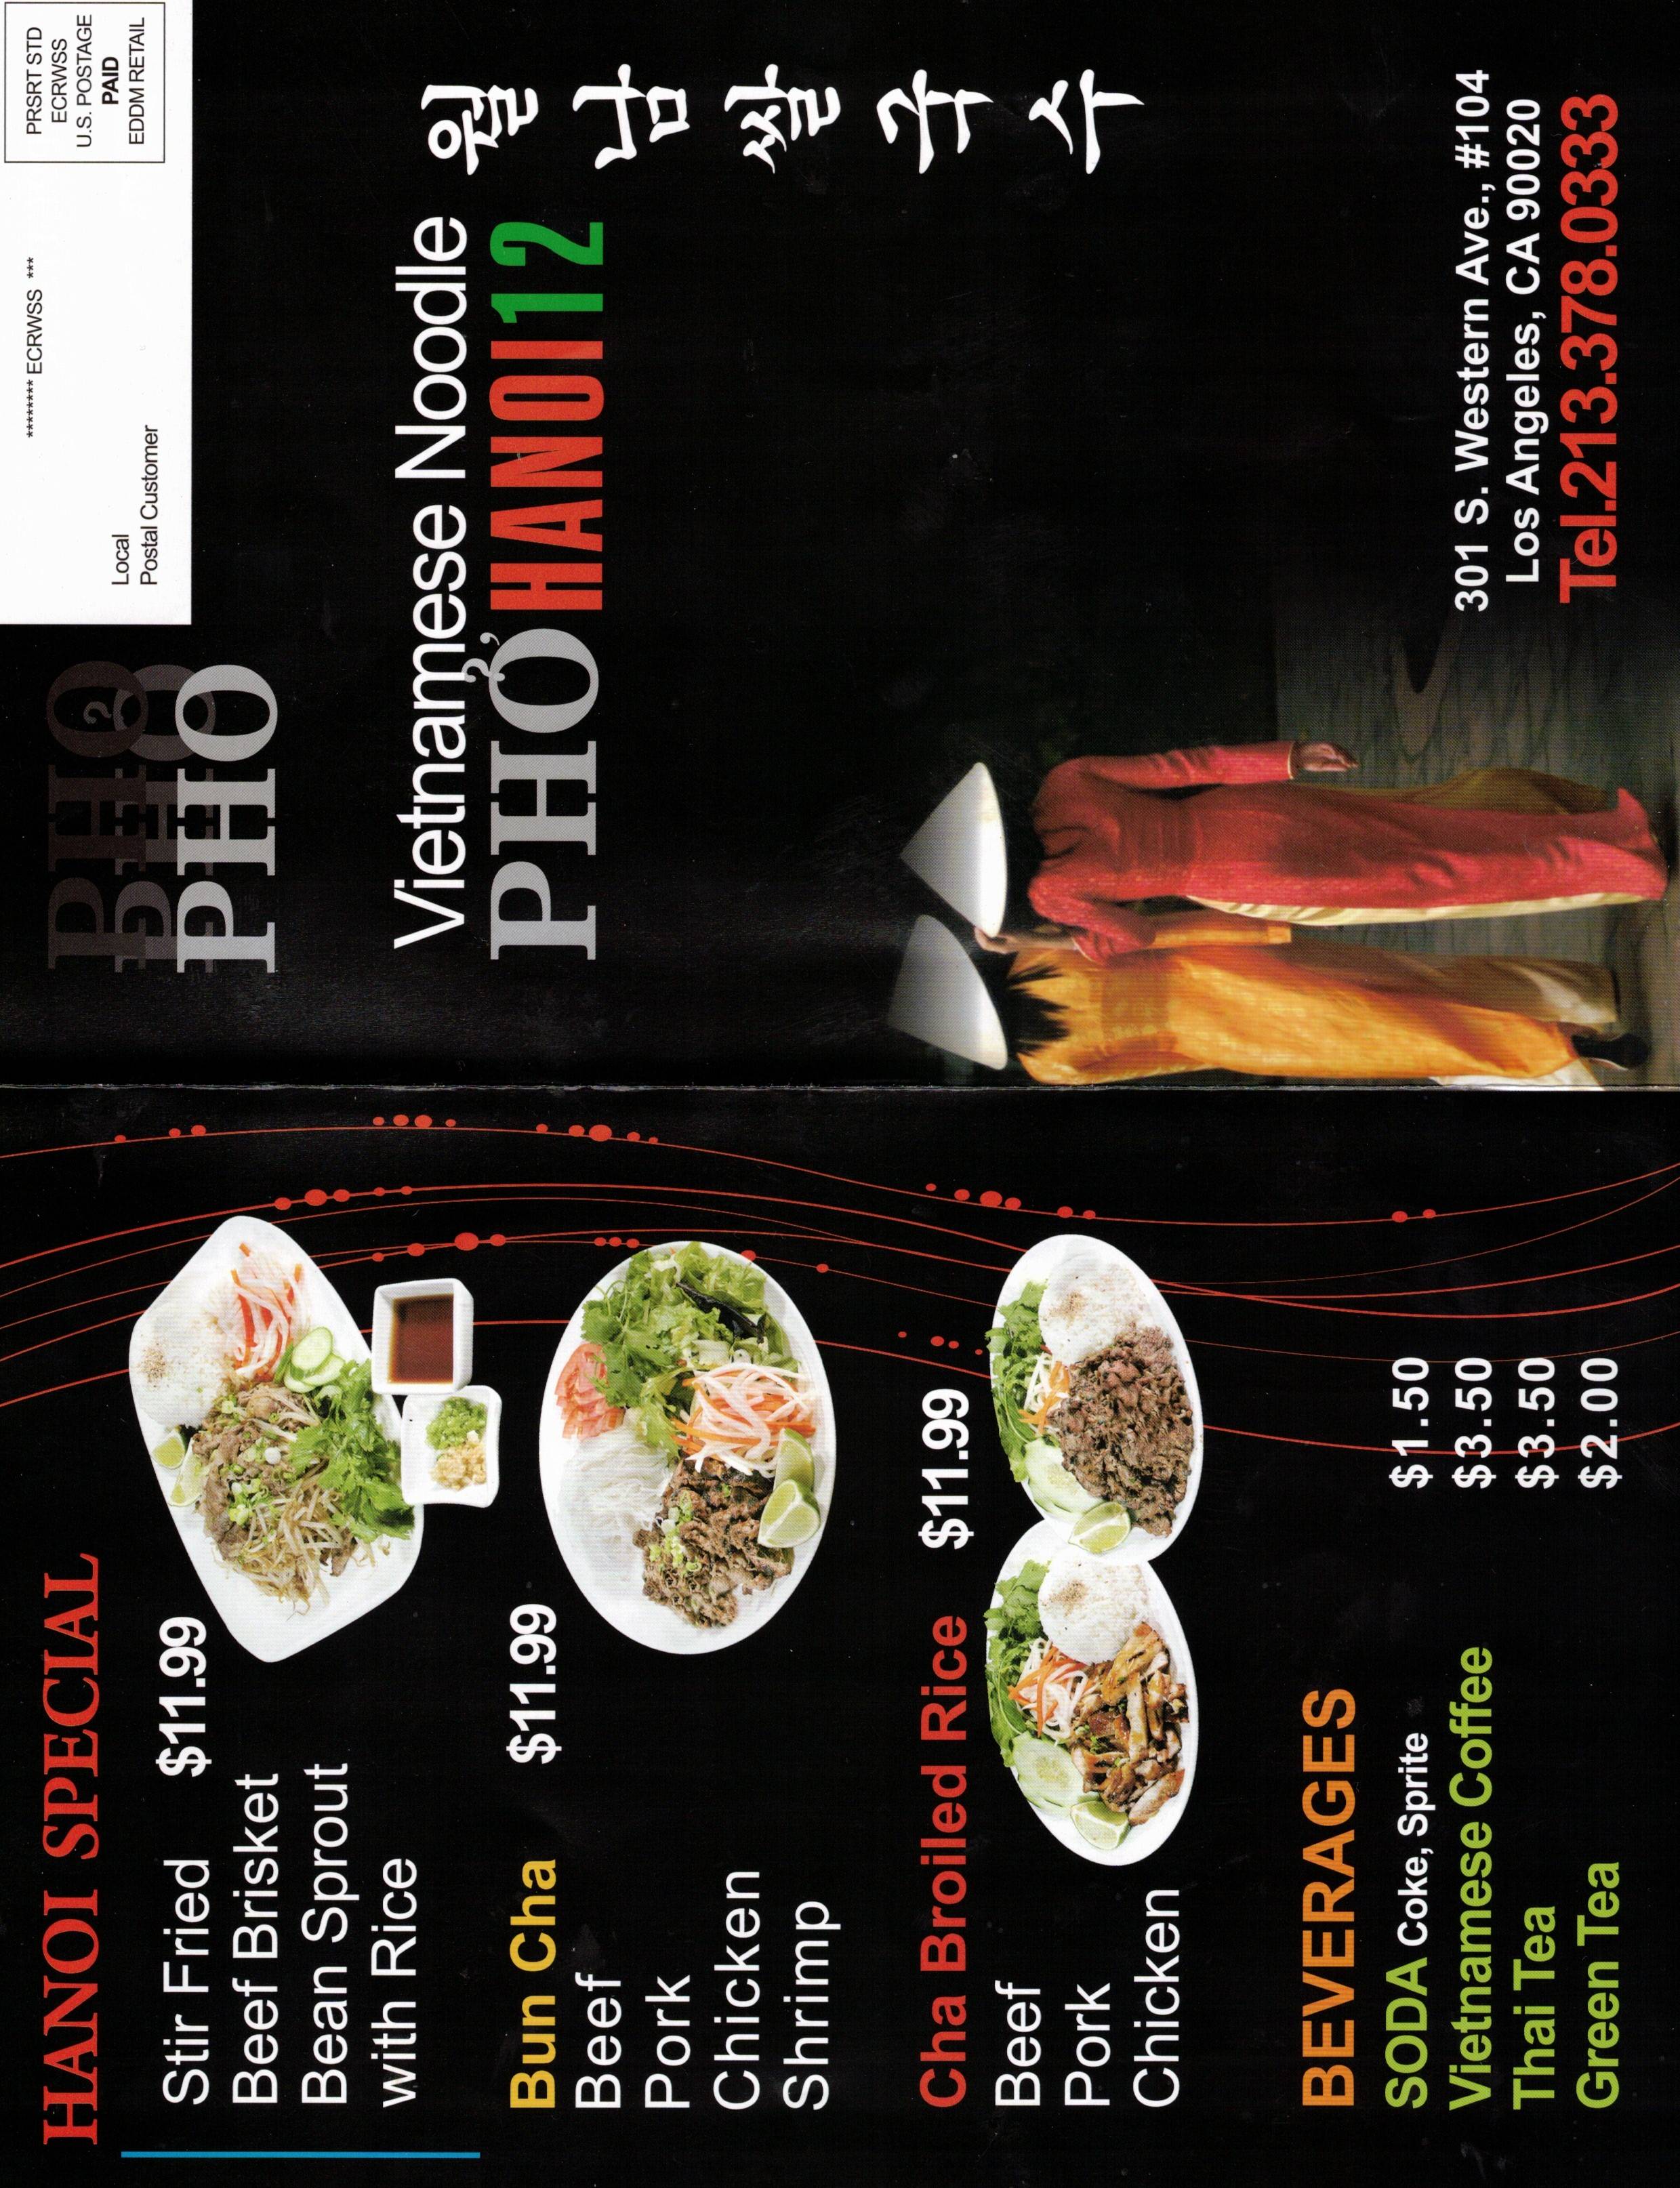 HANOI SPECIAL
Stir Fried $11.99
Beef Brisket
Bean Sprout
with Rice
Bun Cha $11.99
Beef
Pork
Chicken
Shrimp
Cha Broiled Rice $11.99
Beef
Pork
Chicken
BEVERAGES
SODA Coke, Sprite $1.50
Vietnamese Coffee $3.50
Thai Tea $3.50
Green Tea $2.00
******** ECRWSS ***
Local
Postal Customer
PRSRT STD
ECRWSS
U.S. POSTAGE
PAID
EDDM RETAIL
PHỎ
PHO
PHO
Vietnamese Noodle
PHỞ HANOI 12
월남쌀국수
301 S. Western Ave., #104
Los Angeles, CA 90020
Tel.213.378.0333